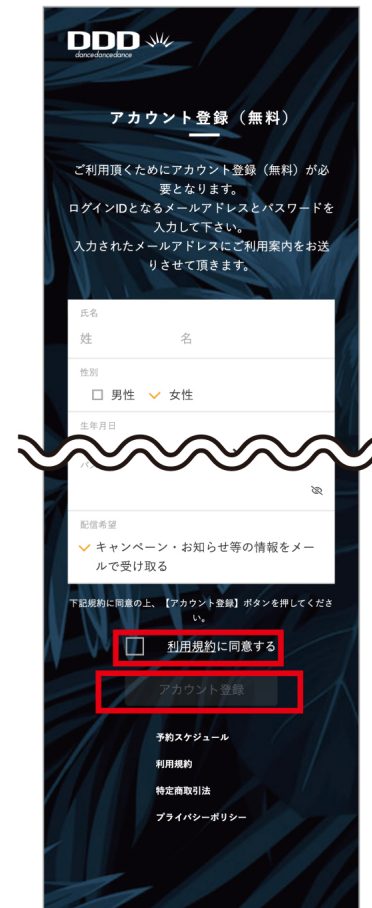 DDD
dancedancedance
アカウント登録（無料）
ご利用頂くためにアカウント登録（無料）が必
要となります。
ログインIDとなるメールアドレスとパスワードを
入力して下さい。
入力されたメールアドレスにご利用案内をお送
りさせて頂きます。
氏名
姓 名
性別
男性 女性
生年月日
配信希望
キャンペーン・お知らせ等の情報をメー
ルで受け取る
下記規約に同意の上、【アカウント登録】ボタンを押してくださ
い。
利用規約に同意する
アカウント登録
予約スケジュール
利用規約
特定商取引法
プライバシーポリシー